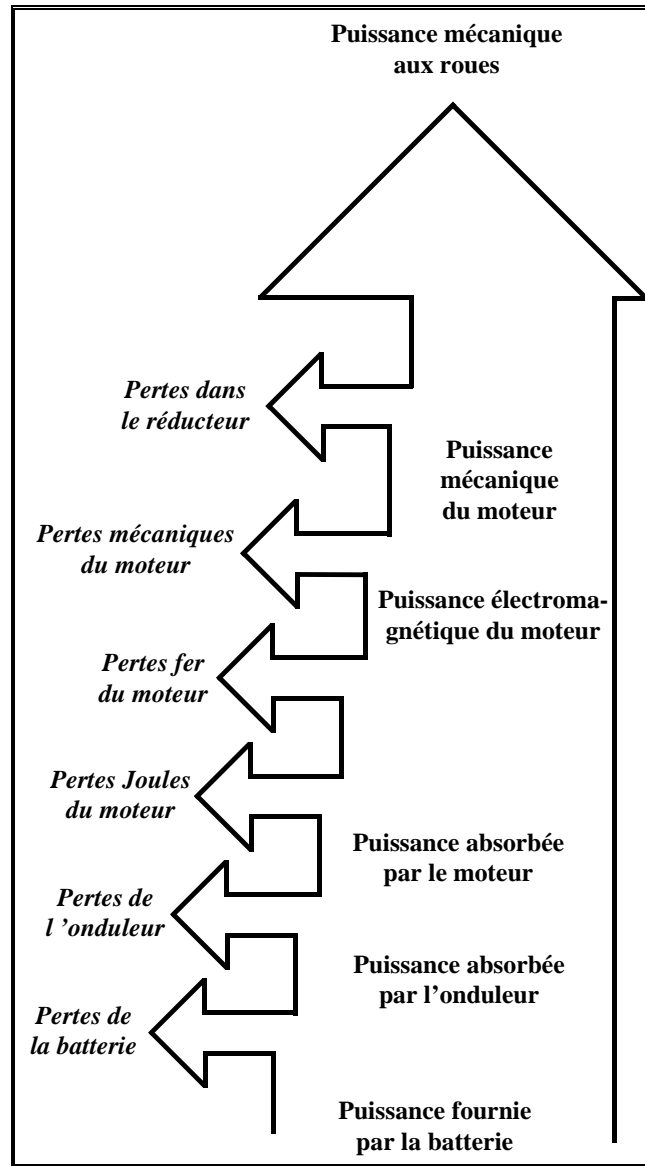 Puissance mécanique
aux roues
Pertes dans
le réducteur
Puissance
mécanique
du moteur
Pertes mécaniques
du moteur
Puissance électroma-
gnétique du moteur
Pertes fer
du moteur
Pertes Joules
du moteur
Puissance absorbée
par le moteur
Pertes de
l ’onduleur
Puissance absorbée
par l’onduleur
Pertes de
la batterie
Puissance fournie
par la batterie